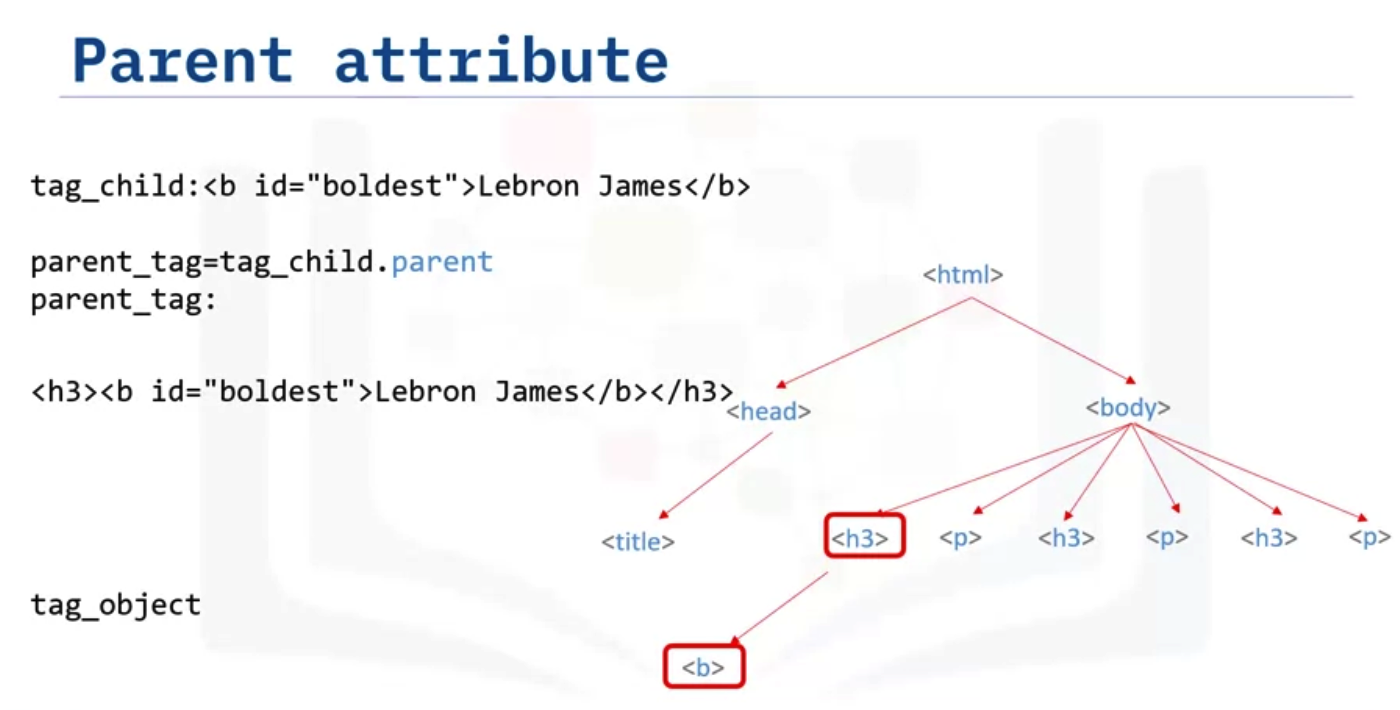 Parent attribute
tag_child:<b id="boldest">Lebron James</b>
parent_tag=tag_child.parent
parent_tag:
<h3><b id="boldest">Lebron James</b></h3>
tag_object
<html>
<head>
<body>
<title>
<h3>
<p>
<h3>
<p>
<h3>
<p>
<b>